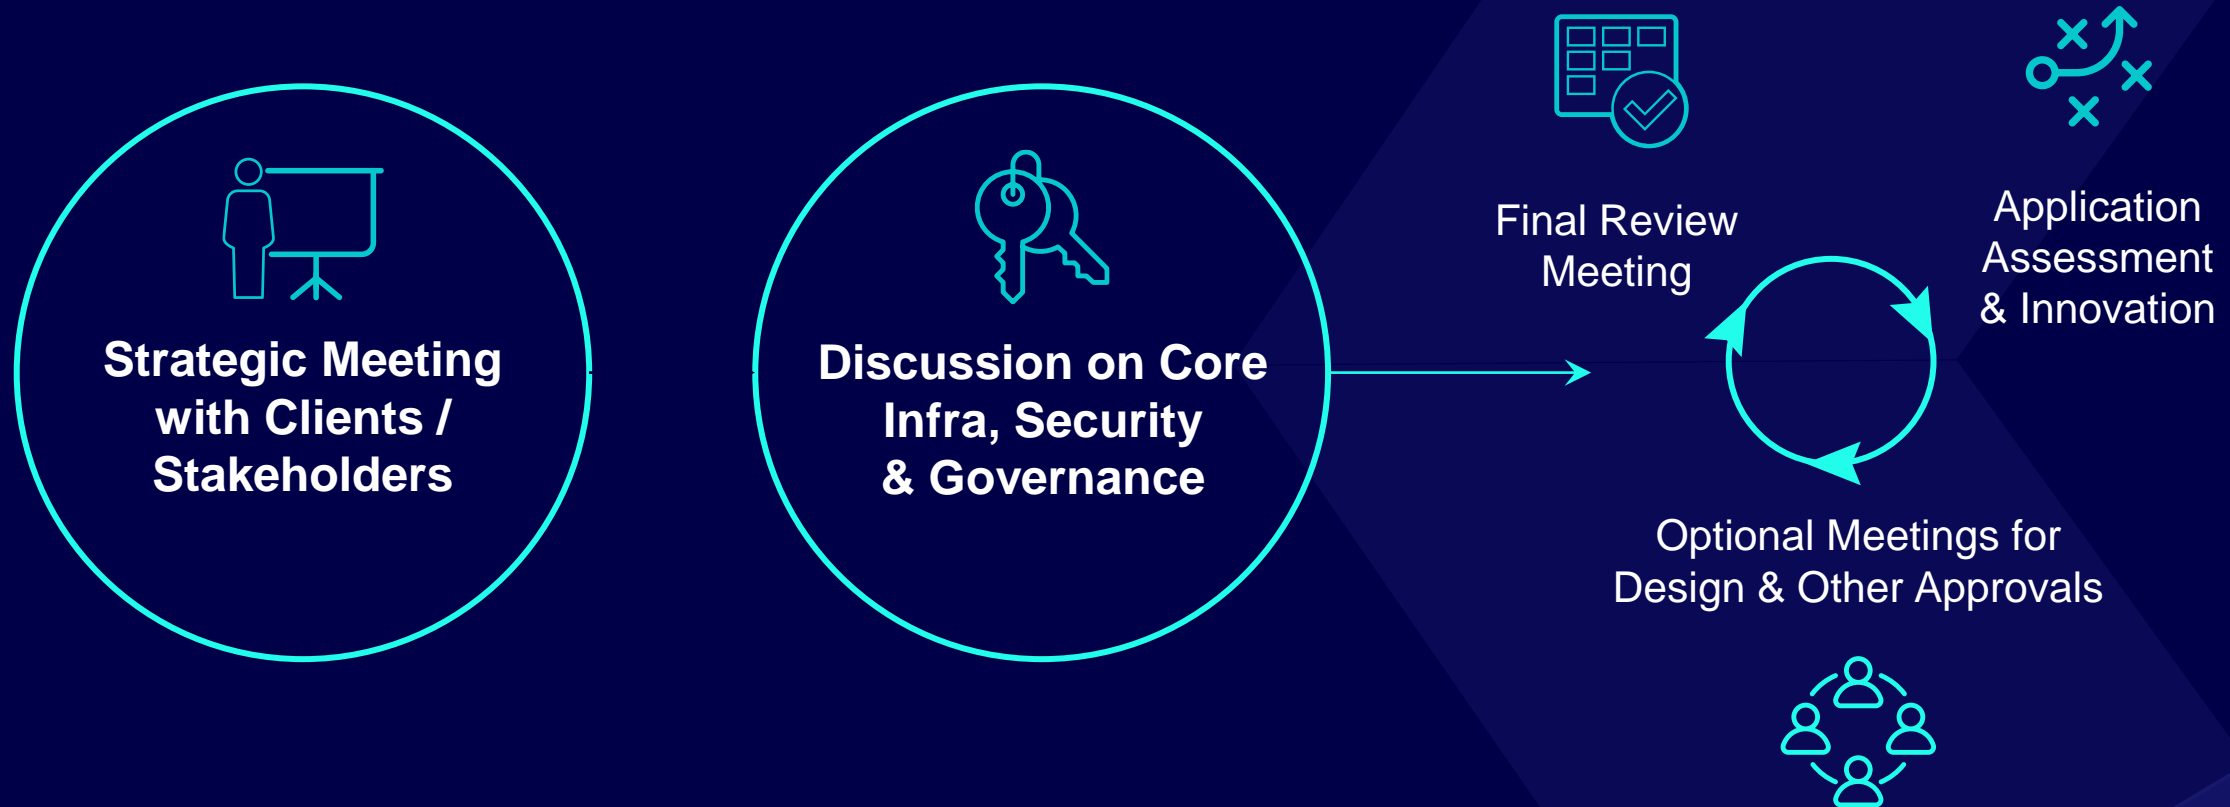 Strategic Meeting
with Clients /
Stakeholders
Discussion on Core
Infra, Security
& Governance
Final Review
Meeting
Application
Assessment
& Innovation
Optional Meetings for
Design & Other Approvals